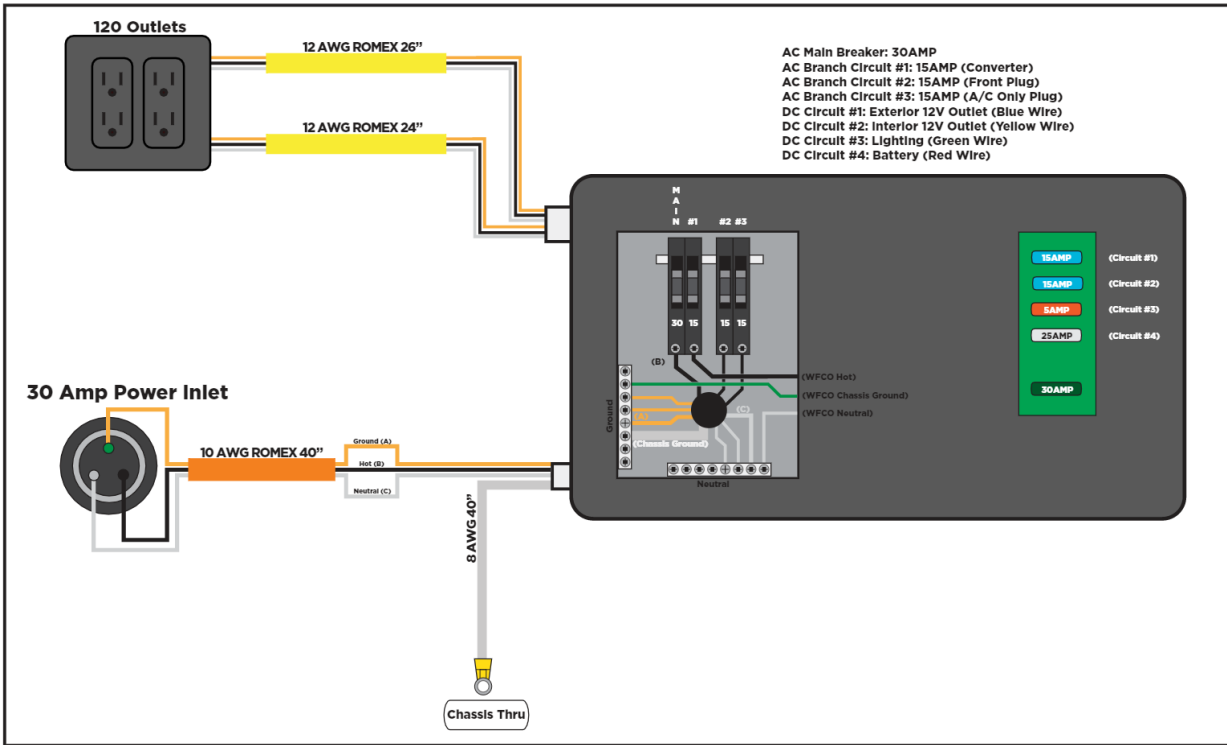 120 Outlets
12 AWG ROMEX 26”
12 AWG ROMEX 24”
AC Main Breaker: 30AMP
AC Branch Circuit #1: 15AMP (Converter)
AC Branch Circuit #2: 15AMP (Front Plug)
AC Branch Circuit #3: 15AMP (A/C Only Plug)
DC Circuit #1: Exterior 12V Outlet (Blue Wire)
DC Circuit #2: Interior 12V Outlet (Yellow Wire)
DC Circuit #3: Lighting (Green Wire)
DC Circuit #4: Battery (Red Wire)
MAIN
#1
#2
#3
30
15
15
15
(B)
(WFCO Hot)
(WFCO Chassis Ground)
(WFCO Neutral)
Ground
(A)
(C)
(Chassis Ground)
Neutral
15AMP
(Circuit #1)
15AMP
(Circuit #2)
5AMP
(Circuit #3)
25AMP
(Circuit #4)
30AMP
30 Amp Power Inlet
10 AWG ROMEX 40”
Ground (A)
Hot (B)
Neutral (C)
8 AWG 40”
Chassis Thru